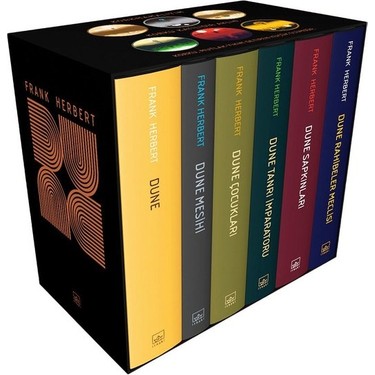 FRANK HERBERT
FRANK HERBERT
DUNE
FRANK HERBERT
DUNE MESİHİ
FRANK HERBERT
DUNE ÇOCUKLARI
FRANK HERBERT
DUNE TANRI İMPARATORU
FRANK HERBERT
DUNE SAPKINLARI
FRANK HERBERT
DUNE RAHİBELER MECLİSİ